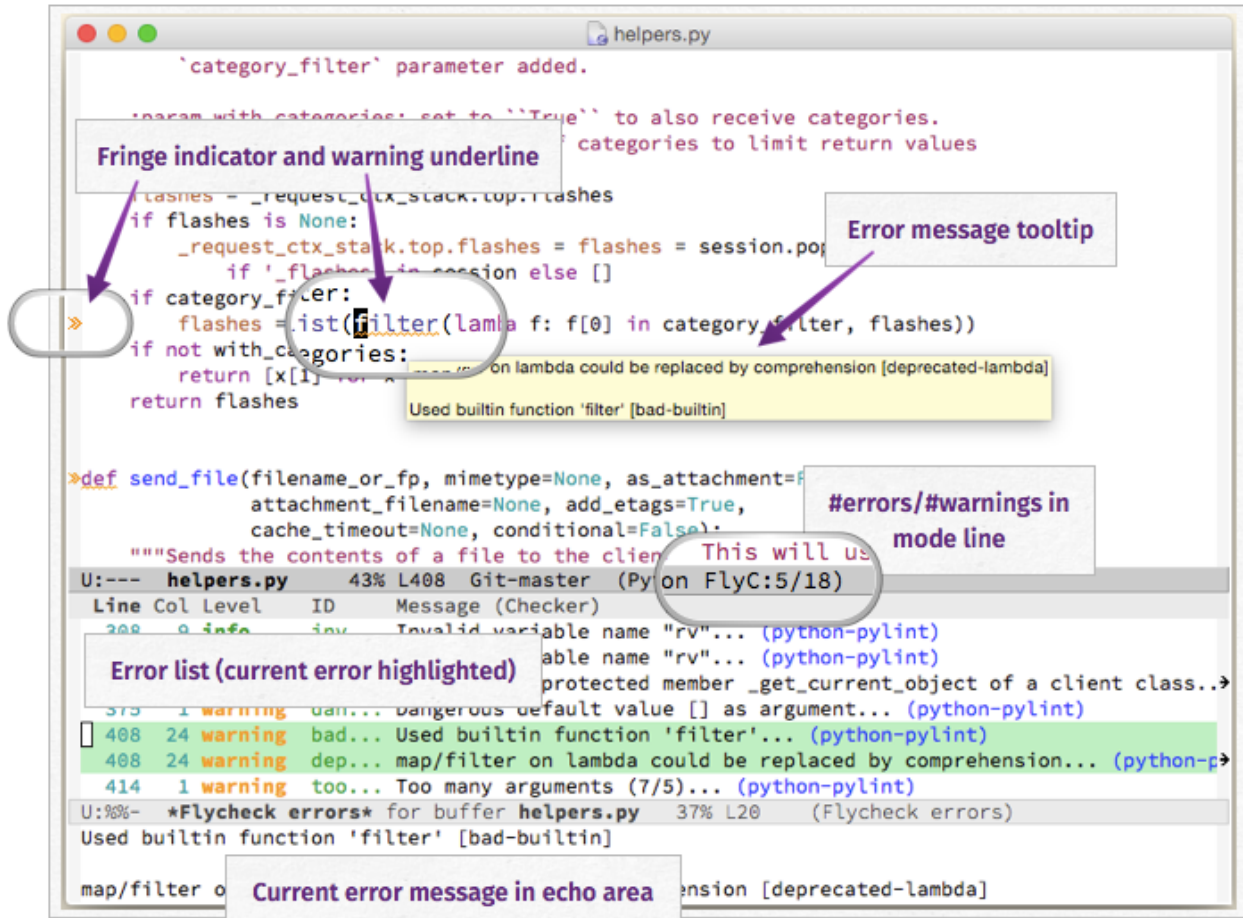 helpers.py
`category_filter` parameter added.
:param with_categories: set to ``True`` to also receive categories.
categories to limit return values
Fringe indicator and warning underline
flashes = _request_ctx_stack.top.flashes
if flashes is None:
_request_ctx_stack.top.flashes = flashes = session.pop
Error message tooltip
if '_flashes' in session else []
if category_filter:
» flashes = list(filter(lambda f: f[0] in category_filter, flashes))
if not with_categories:
return [x[1] for x
return flashes
map/filter on lambda could be replaced by comprehension [deprecated-lambda]
Used builtin function 'filter' [bad-builtin]
»def send_file(filename_or_fp, mimetype=None, as_attachment=F
attachment_filename=None, add_etags=True,
cache_timeout=None, conditional=False):
#errors/#warnings in
mode line
"""Sends the contents of a file to the client. This will us
U:--- helpers.py 43% L408 Git-master (Python FlyC:5/18)
Line Col Level ID Message (Checker)
308 9 info inv... Invalid variable name "rv"... (python-pylint)
able name "rv"... (python-pylint)
Error list (current error highlighted)
protected member _get_current_object of a client class..
375 1 warning dan... Dangerous default value [] as argument... (python-pylint)
408 24 warning bad... Used builtin function 'filter'... (python-pylint)
408 24 warning dep... map/filter on lambda could be replaced by comprehension... (python-p
414 1 warning too... Too many arguments (7/5)... (python-pylint)
U:%%- *Flycheck errors* for buffer helpers.py 37% L20 (Flycheck errors)
Used builtin function 'filter' [bad-builtin]
map/filter o
Current error message in echo area
ension [deprecated-lambda]